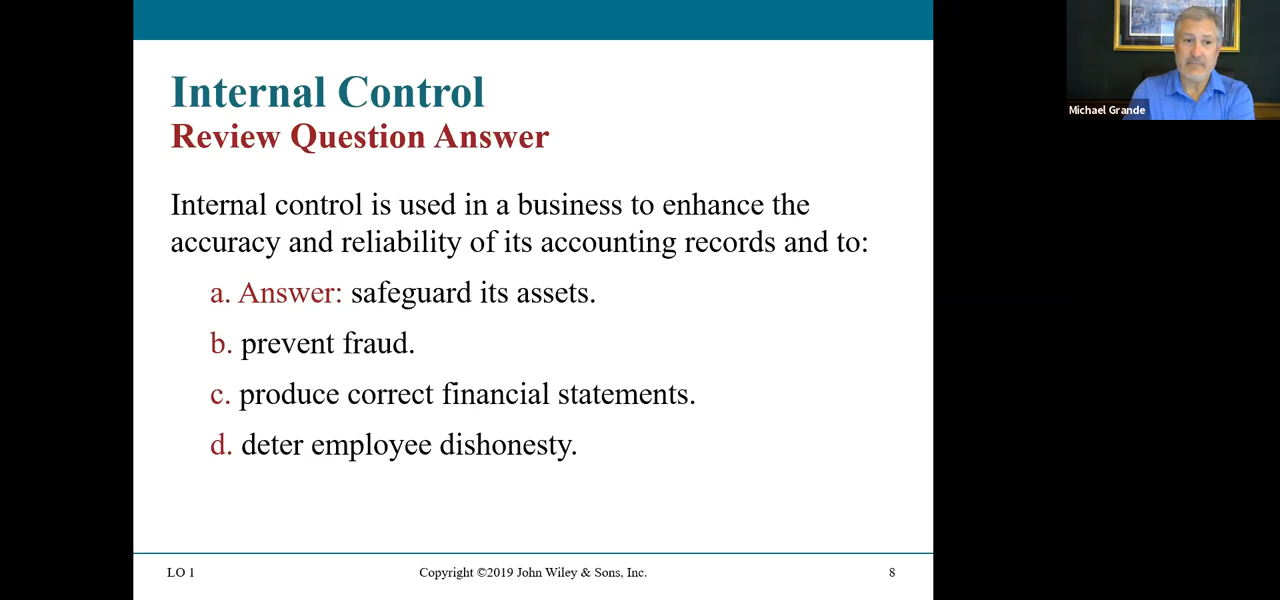 Internal Control
Review Question Answer
Internal control is used in a business to enhance the
accuracy and reliability of its accounting records and to:
a. Answer: safeguard its assets.
b. prevent fraud.
c. produce correct financial statements.
d. deter employee dishonesty.
LO 1
Copyright ©2019 John Wiley & Sons, Inc.
8
Michael Grande